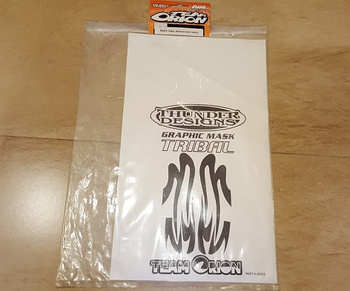 TEAM
ORION
THUNDER
DESIGNS
GRAPHIC MASK
TRIBAL
TEAM ORION